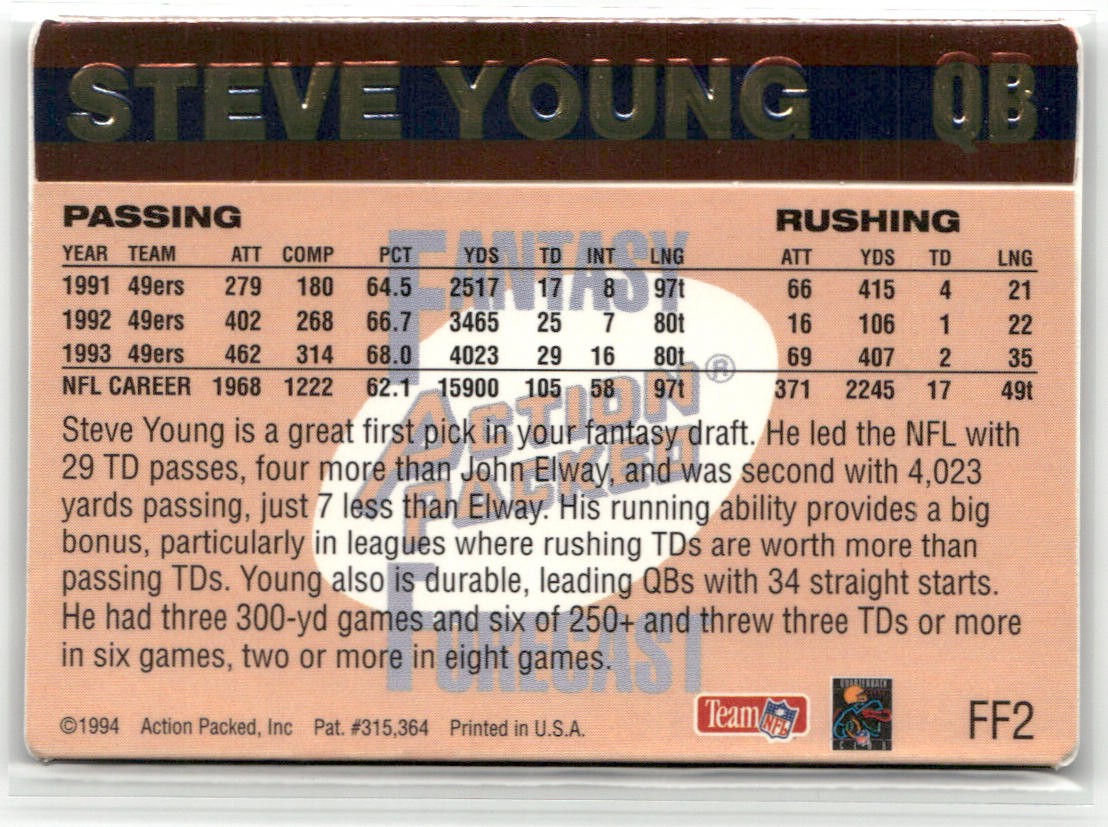 STEVE YOUNG QB
PASSING RUSHING
YEAR TEAM ATT COMP PCT YDS TD INT LNG ATT YDS TD LNG
1991 49ers 279 180 64.5 2517 17 8 97t 66 415 4 21
1992 49ers 402 268 66.7 3465 25 7 80t 16 106 1 22
1993 49ers 462 314 68.0 4023 29 16 80t 69 407 2 35
NFL CAREER 1968 1222 62.1 15900 105 58 97t 371 2245 17 49t
FANTASY
ACTION
PACKED®
FORECAST
Steve Young is a great first pick in your fantasy draft. He led the NFL with
29 TD passes, four more than John Elway, and was second with 4,023
yards passing, just 7 less than Elway. His running ability provides a big
bonus, particularly in leagues where rushing TDs are worth more than
passing TDs. Young also is durable, leading QBs with 34 straight starts.
He had three 300-yd games and six of 250+ and threw three TDs or more
in six games, two or more in eight games.
©1994 Action Packed, Inc Pat. #315,364 Printed in U.S.A.
Team NFL
QUARTERBACK
CLUB
FF2